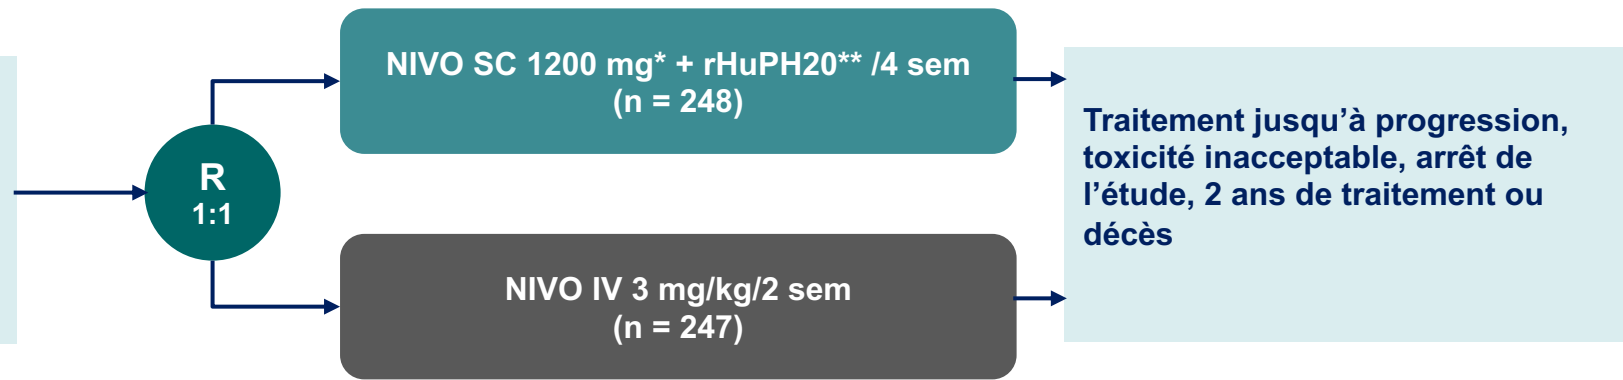 R
1:1
NIVO SC 1200 mg* + rHuPH20** /4 sem
(n = 248)
NIVO IV 3 mg/kg/2 sem
(n = 247)
Traitement jusqu’à progression,
toxicité inacceptable, arrêt de
l’étude, 2 ans de traitement ou
décès